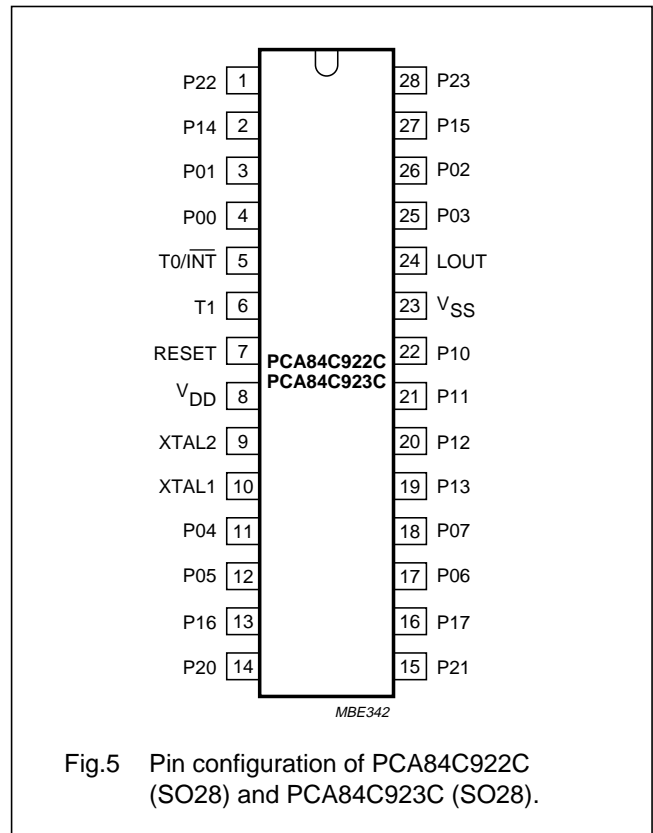 P22 1 28 P23
P14 2 27 P15
P01 3 26 P02
P00 4 25 P03
T0/I̅N̅T̅ 5 24 LOUT
T1 6 23 VSS
RESET 7 22 P10
PCA84C922C
PCA84C923C
VDD 8 21 P11
XTAL2 9 20 P12
XTAL1 10 19 P13
P04 11 18 P07
P05 12 17 P06
P16 13 16 P17
P20 14 15 P21
MBE342
Fig.5 Pin configuration of PCA84C922C
(SO28) and PCA84C923C (SO28).